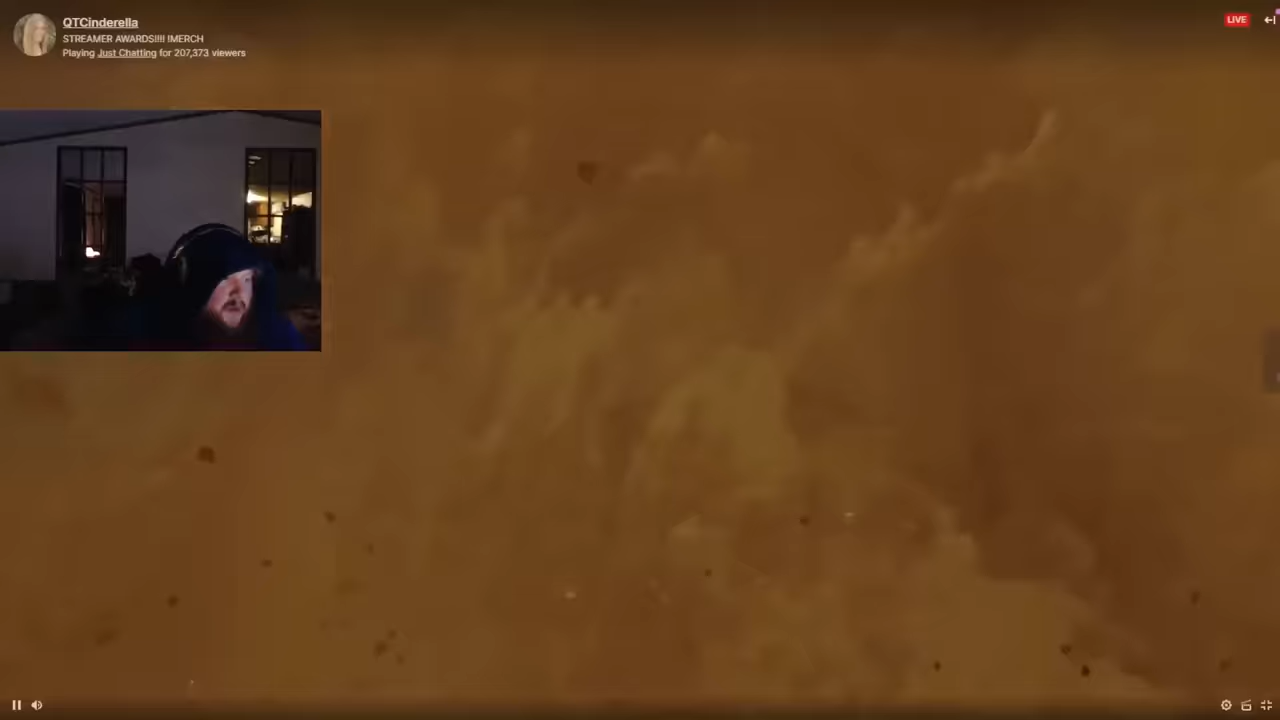 QTCinderella
STREAMER AWARDS!!!! !MERCH
Playing Just Chatting for 207,373 viewers
LIVE